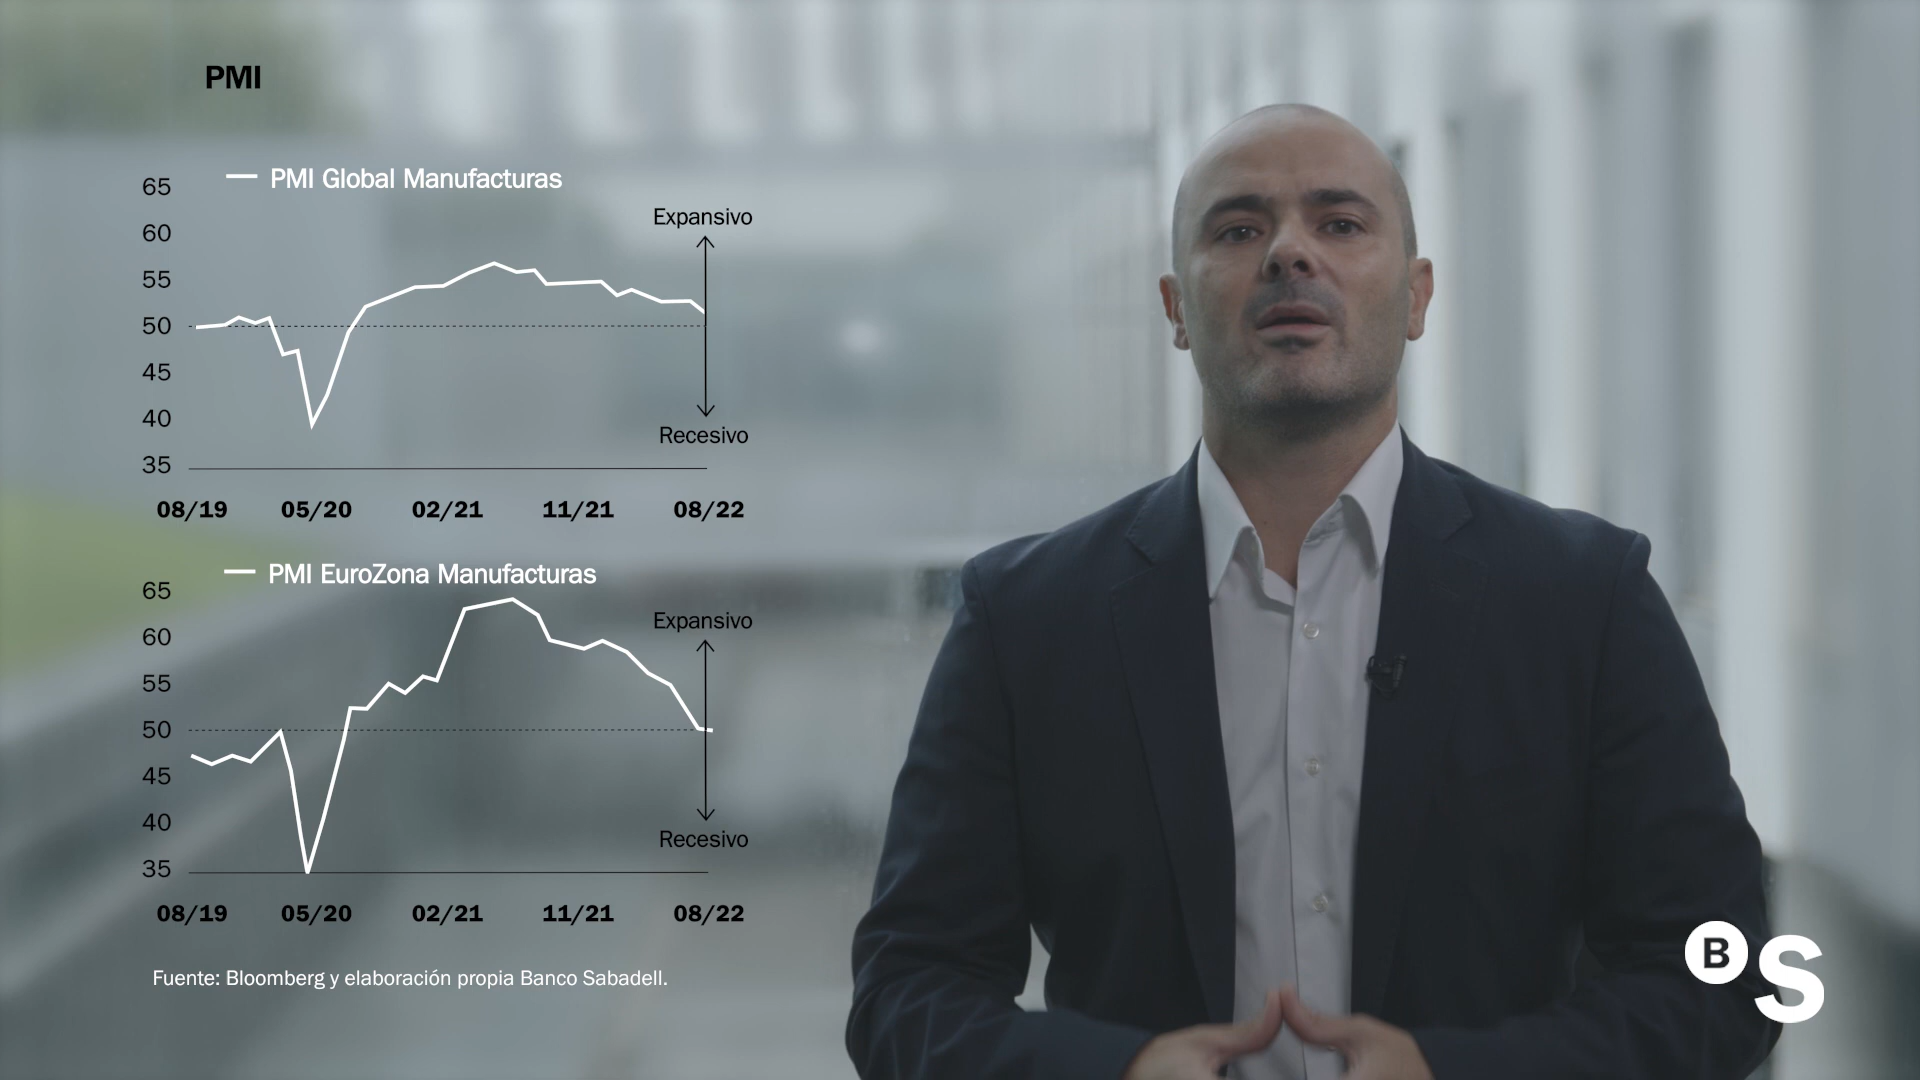 PMI
PMI Global Manufacturas
65
60
55
50
45
40
35
Expansivo
Recesivo
08/19 05/20 02/21 11/21 08/22
PMI EuroZona Manufacturas
65
60
55
50
45
40
35
Expansivo
Recesivo
08/19 05/20 02/21 11/21 08/22
Fuente: Bloomberg y elaboración propia Banco Sabadell.
B S